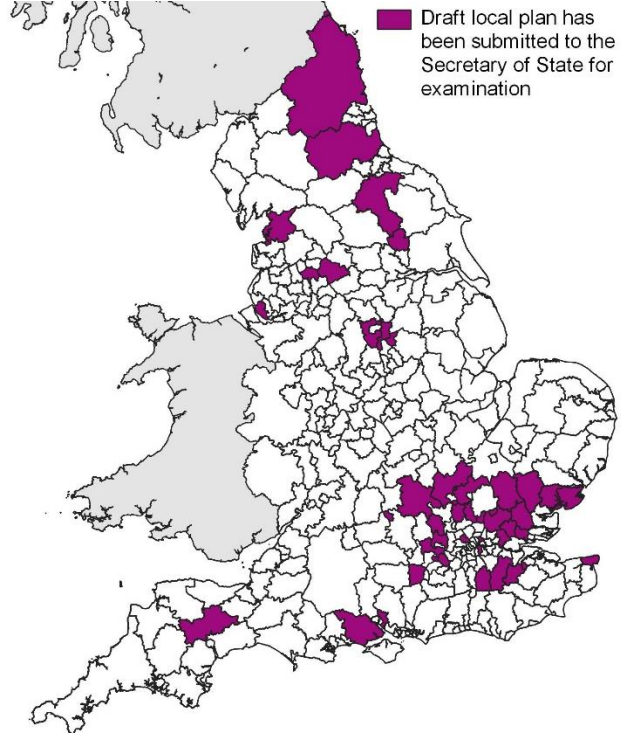 Draft local plan has
been submitted to the
Secretary of State for
examination